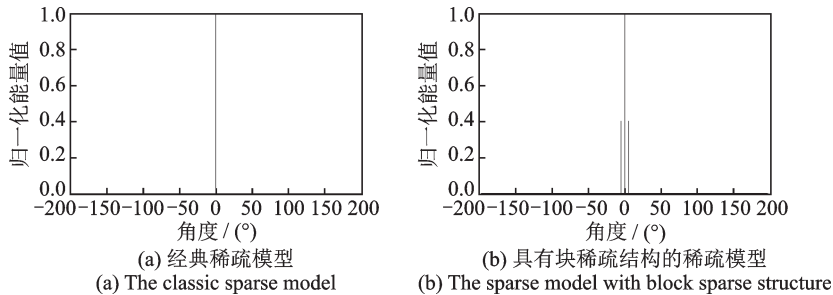 归一化能量值
1.0
0.8
0.6
0.4
0.2
0.0
−200−150−100 −50 0 50 100 150 200
角度 / (°)
(a) 经典稀疏模型
(a) The classic sparse model
归一化能量值
1.0
0.8
0.6
0.4
0.2
0.0
−200−150−100 −50 0 50 100 150 200
角度 / (°)
(b) 具有块稀疏结构的稀疏模型
(b) The sparse model with block sparse structure